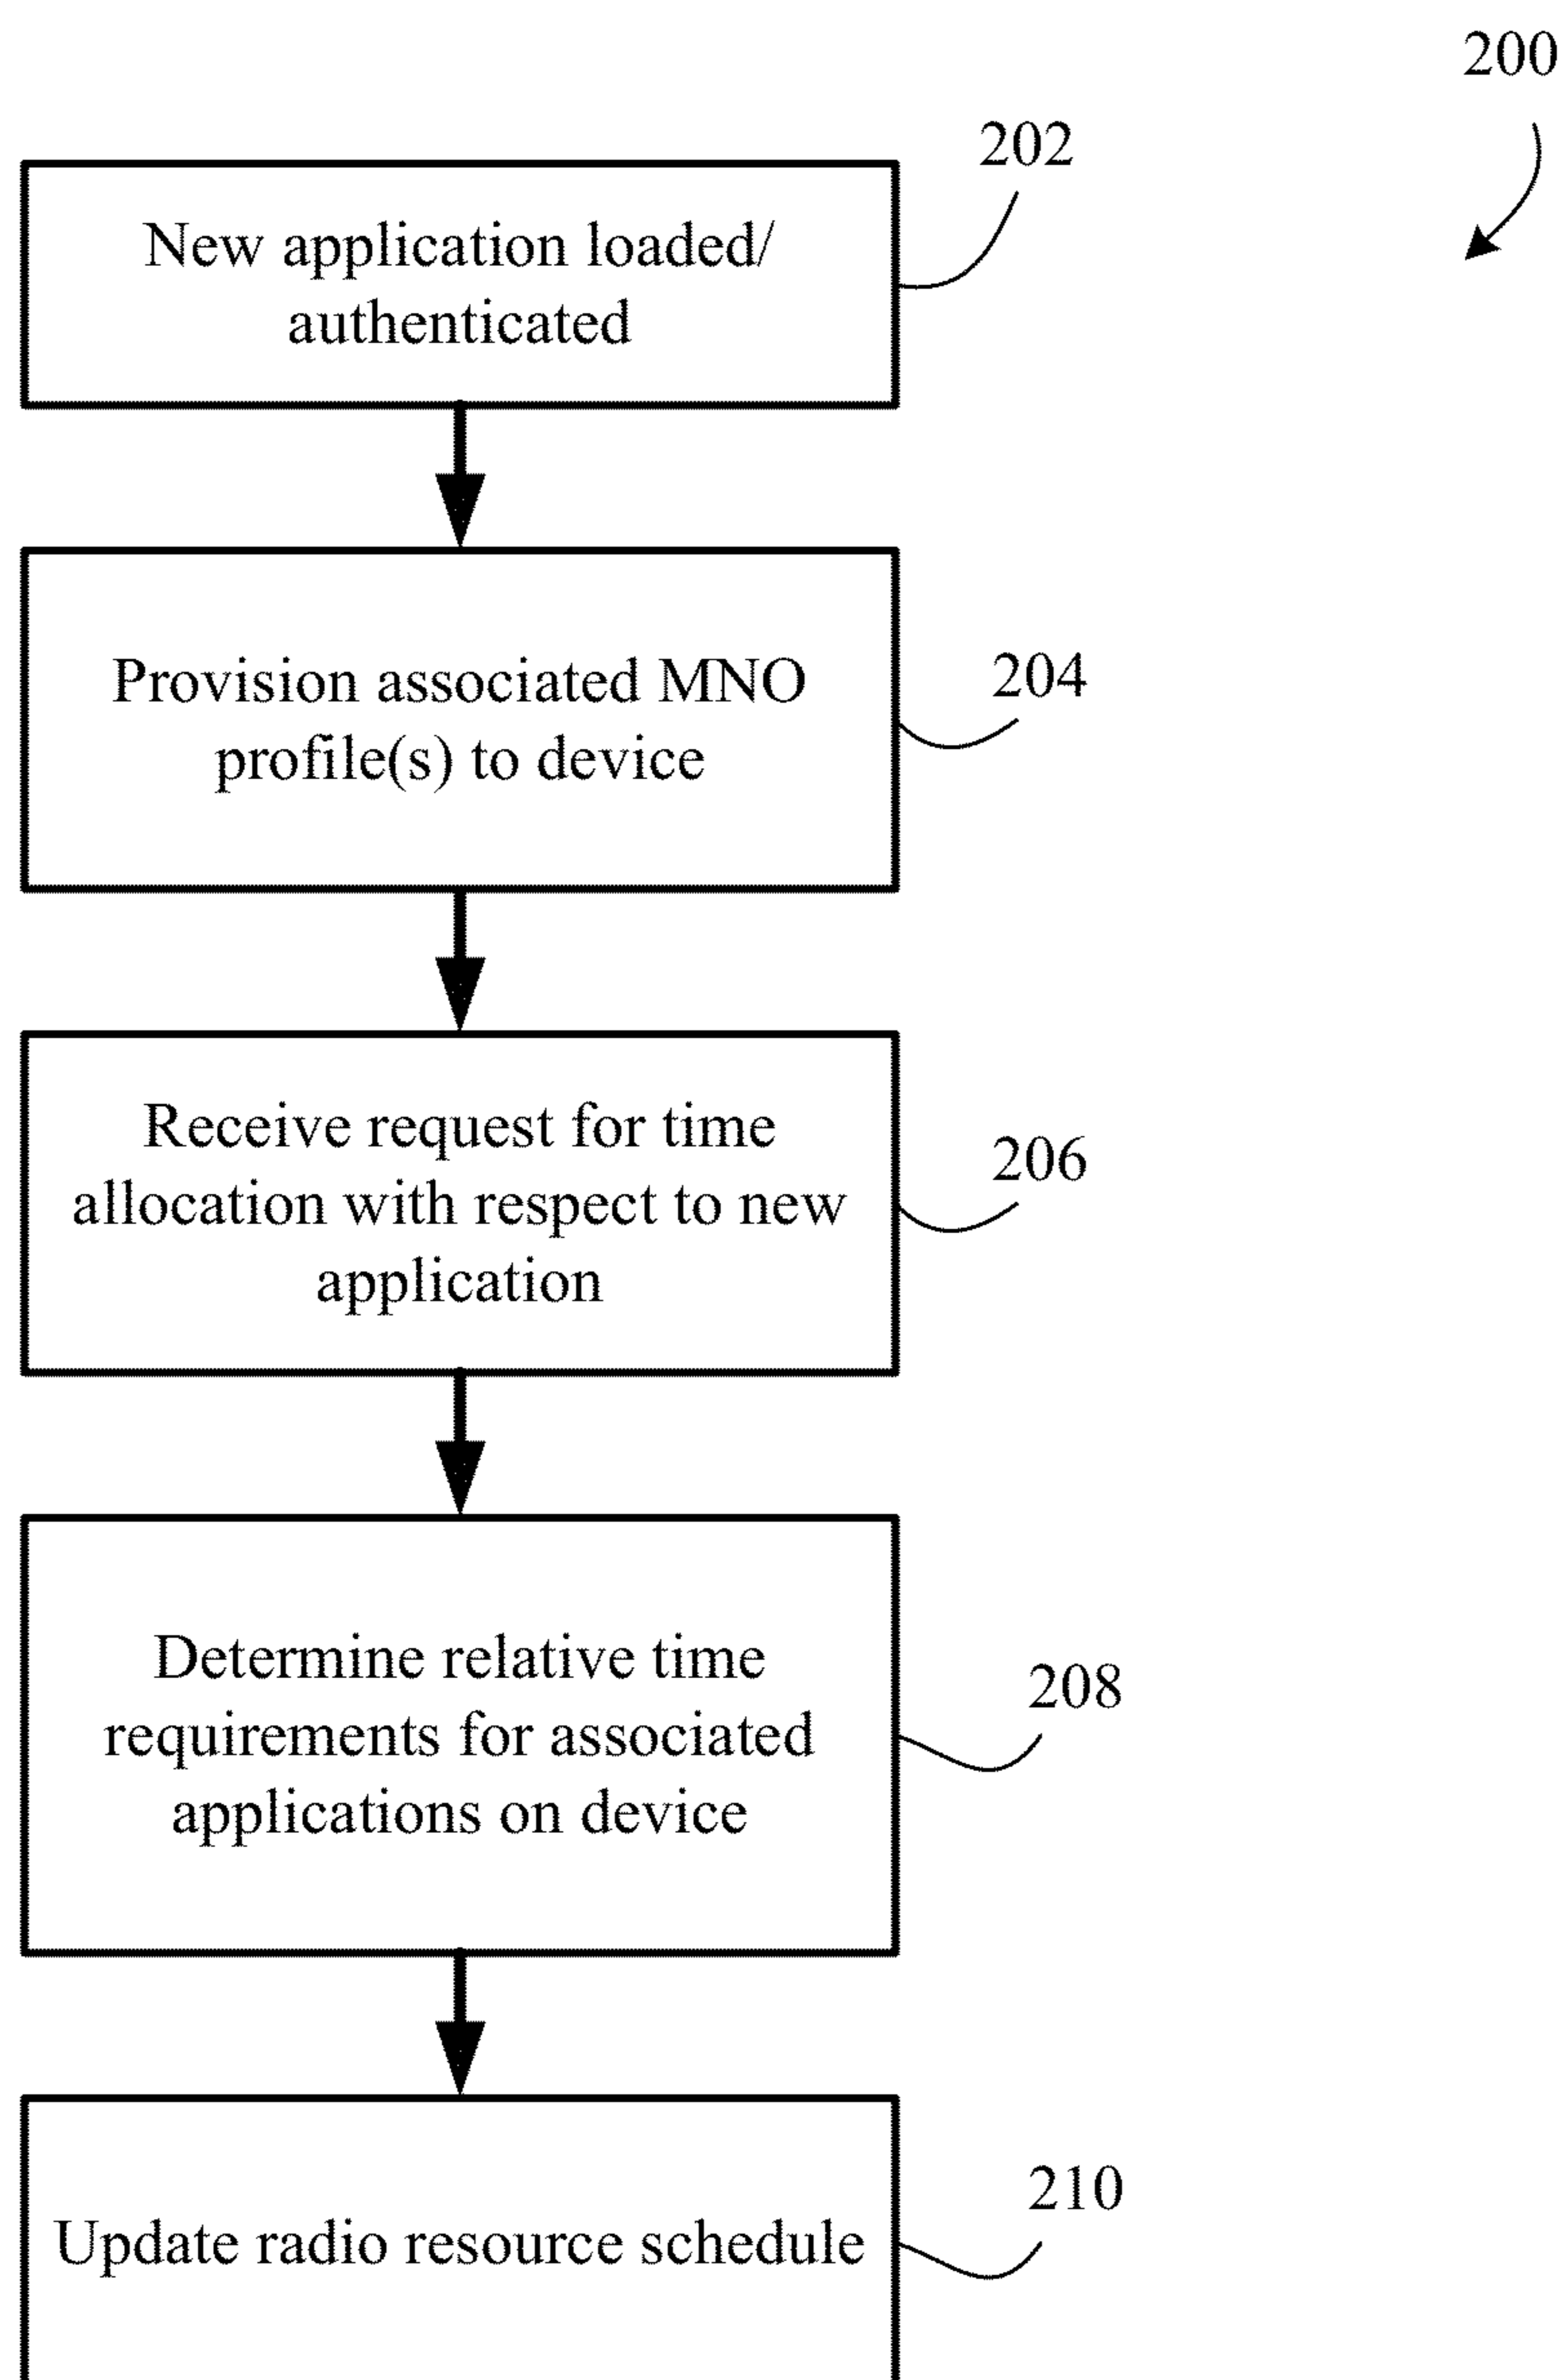 200
202
New application loaded/
authenticated
Provision associated MNO
profile(s) to device
204
Receive request for time
allocation with respect to new
application
206
Determine relative time
requirements for associated
applications on device
208
Update radio resource schedule
210